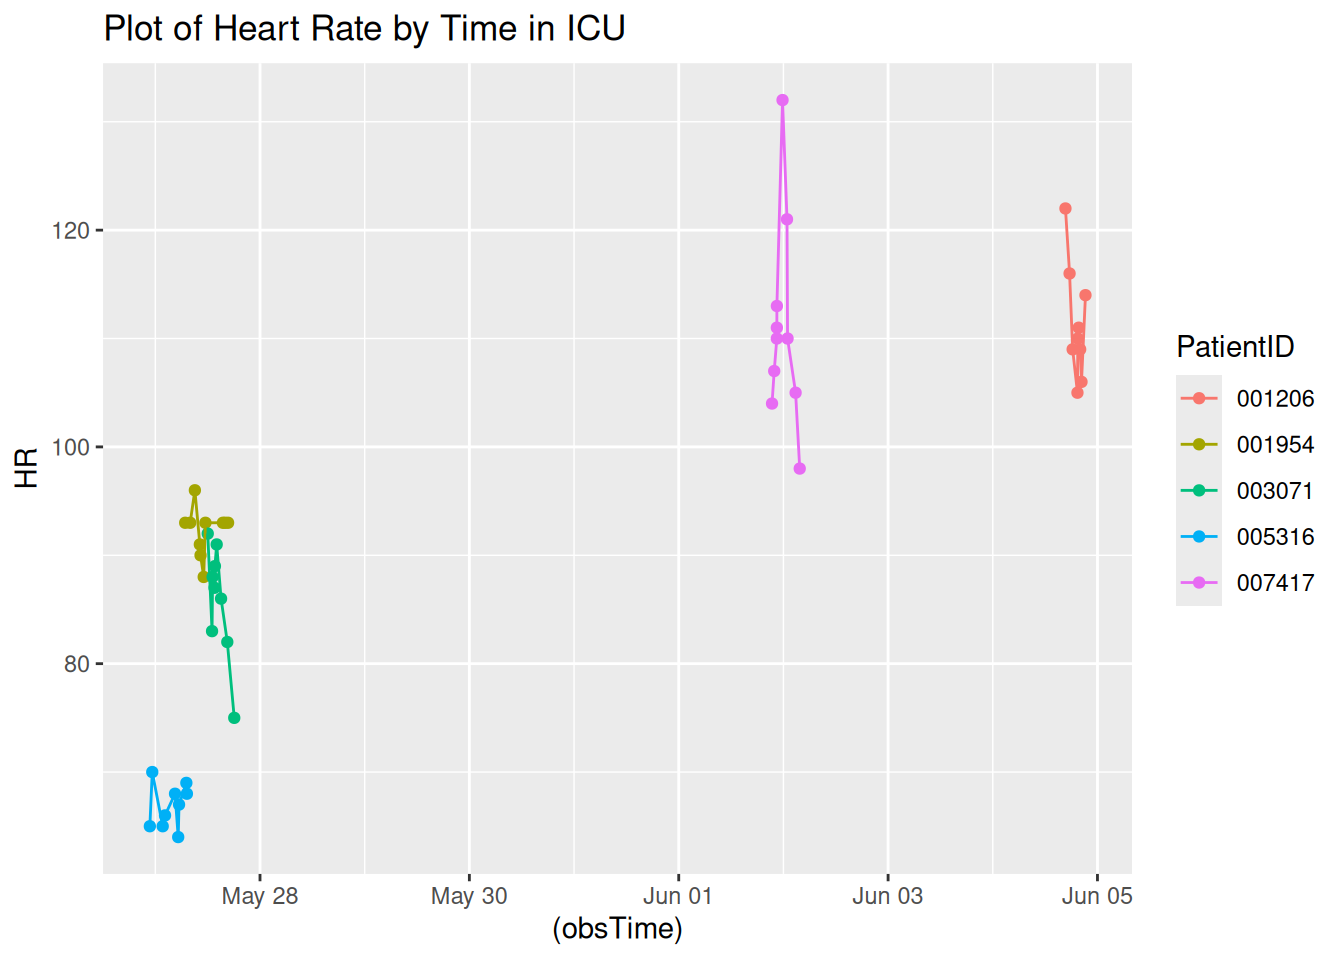 Plot of Heart Rate by Time in ICU
HR
120
100
80
May 28
May 30
Jun 01
Jun 03
Jun 05
(obsTime)
PatientID
001206
001954
003071
005316
007417